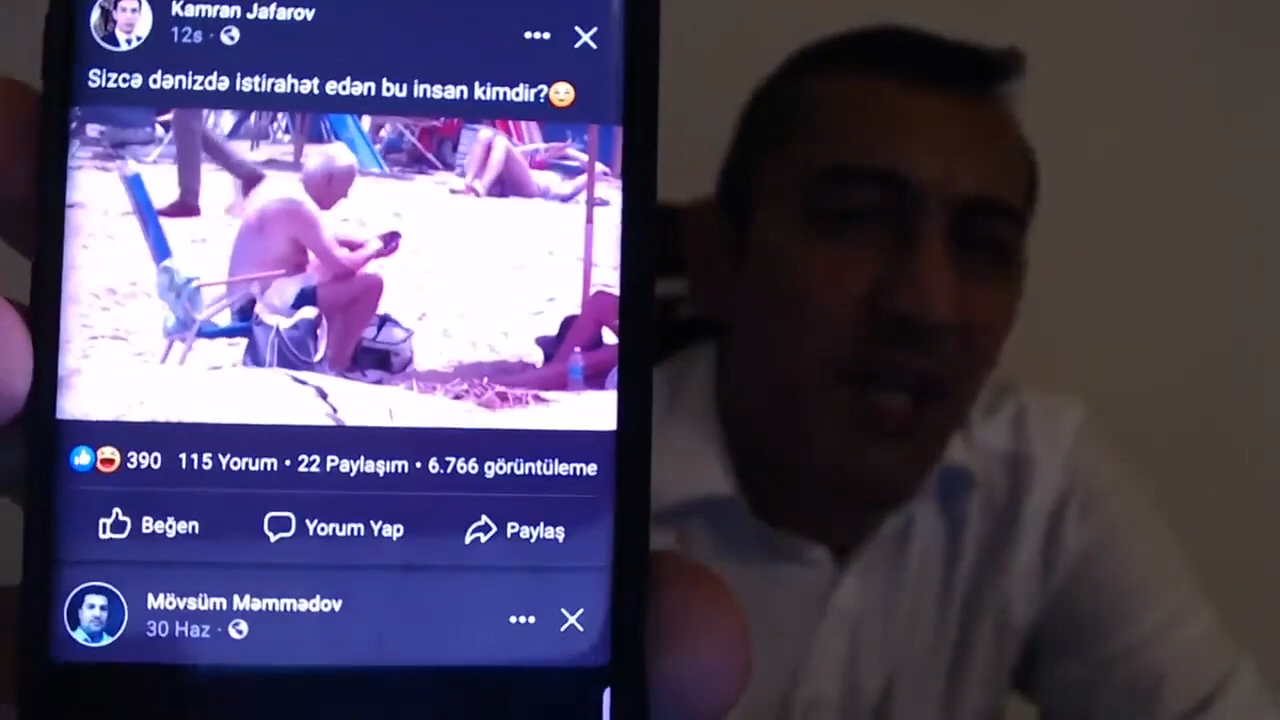 Kamran Jafarov
12s ·
Sizcə dənizdə istirahət edən bu insan kimdir?😊
390 115 Yorum · 22 Paylaşım · 6.766 görüntüleme
Beğen Yorum Yap Paylaş
Mövsüm Məmmədov
30 Haz ·